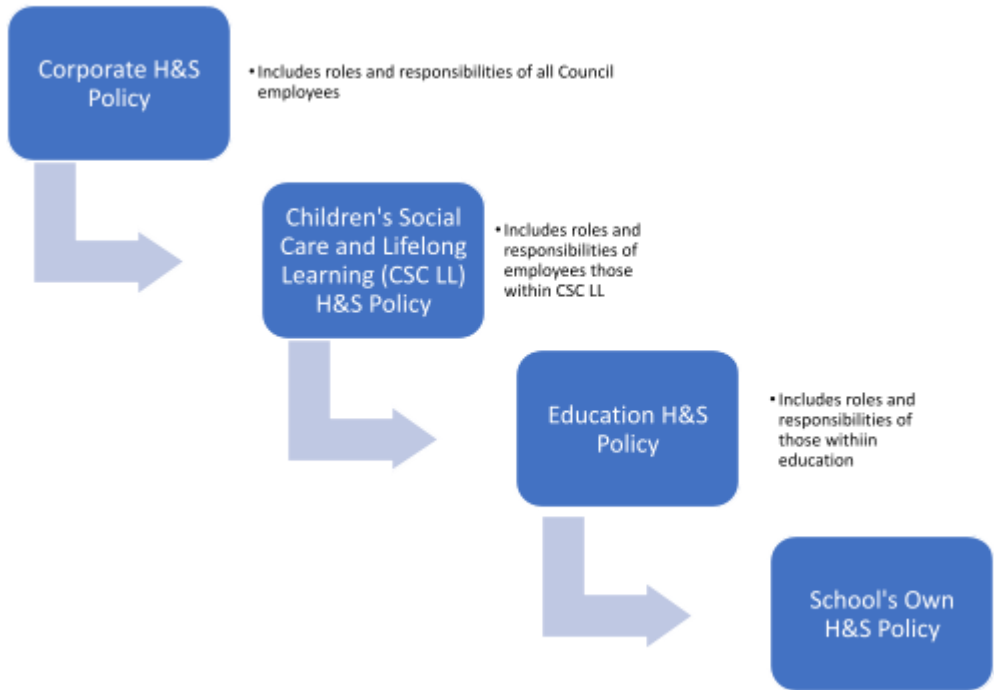 Corporate H&S
Policy
• Includes roles and responsibilities of all Council
employees
Children's Social
Care and Lifelong
Learning (CSC LL)
H&S Policy
• Includes roles and
responsibilities of
employees those
within CSC LL
Education H&S
Policy
• Includes roles and
responsibilities of
those withiin
education
School's Own
H&S Policy